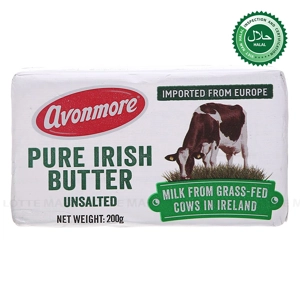 حلال
HALAL
avonmore
IMPORTED FROM EUROPE
PURE IRISH
BUTTER
UNSALTED
NET WEIGHT: 200g
MILK FROM GRASS-FED
COWS IN IRELAND